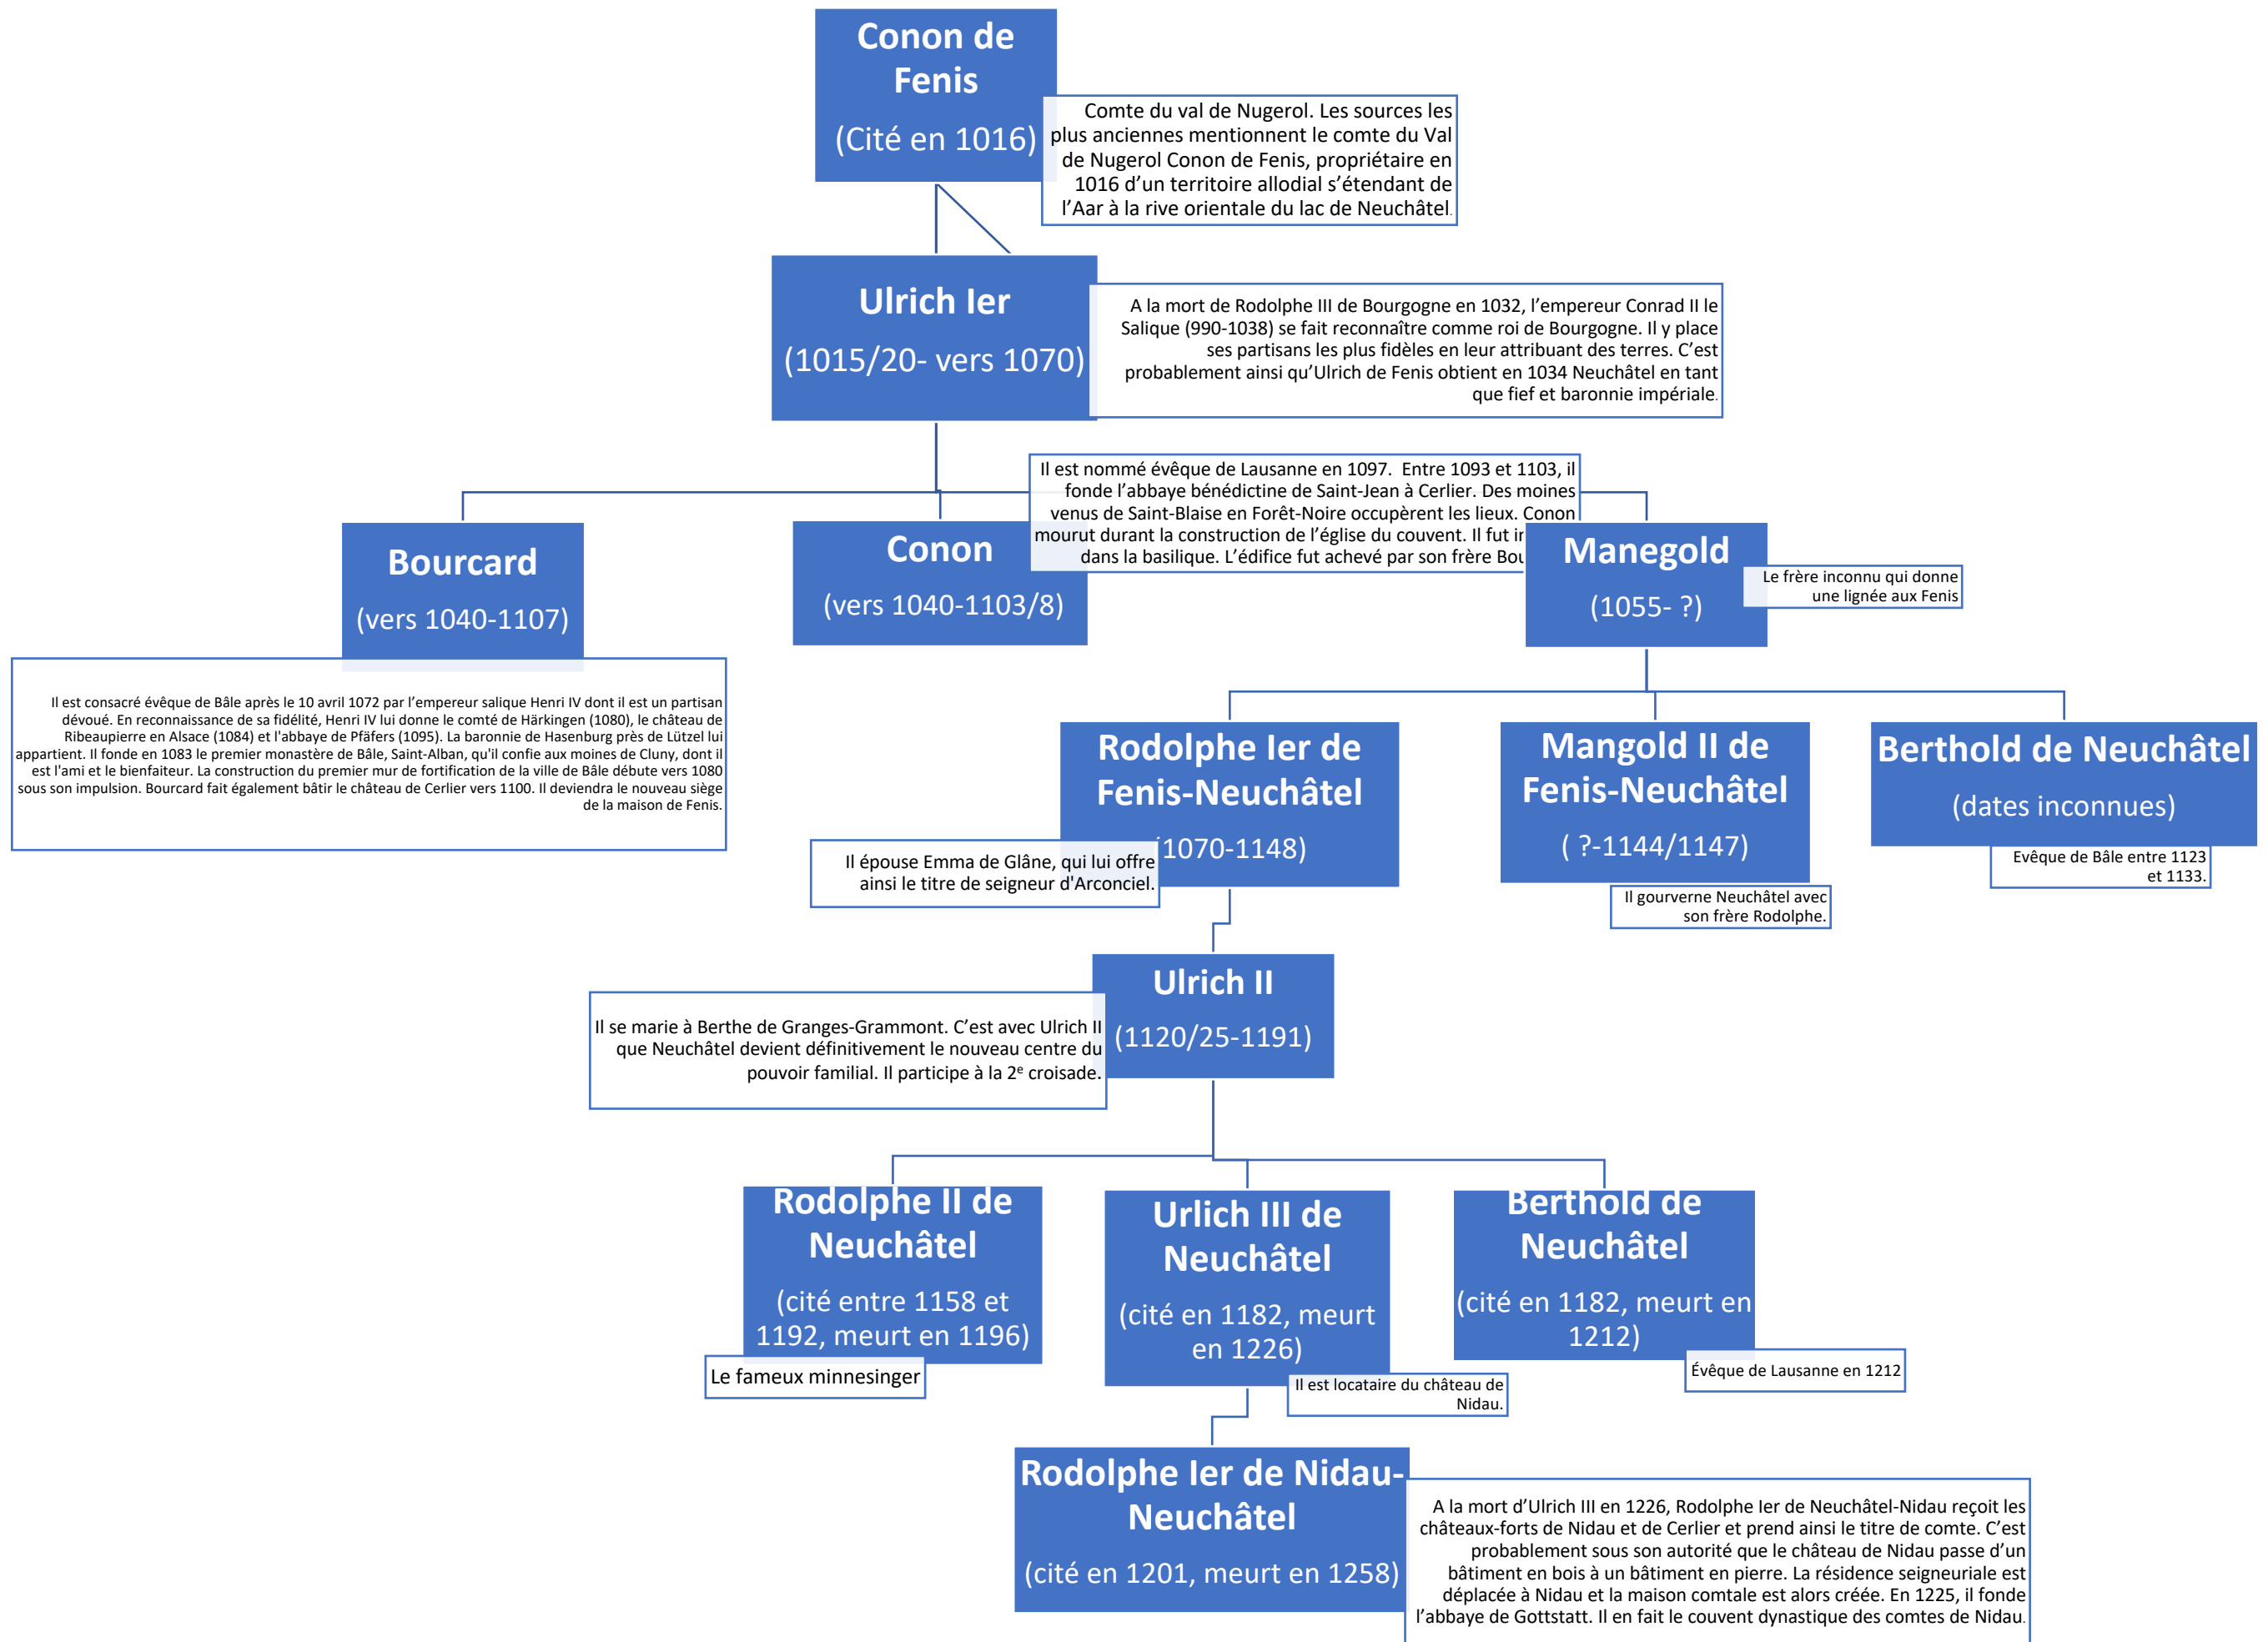 Conon de
Fenis
(Cité en 1016)
Comte du val de Nugerol. Les sources les
plus anciennes mentionnent le comte du Val
de Nugerol Conon de Fenis, propriétaire en
1016 d’un territoire allodial s’étendant de
l’Aar à la rive orientale du lac de Neuchâtel.
Ulrich Ier
(1015/20- vers 1070)
A la mort de Rodolphe III de Bourgogne en 1032, l’empereur Conrad II le
Salique (990-1038) se fait reconnaître comme roi de Bourgogne. Il y place
ses partisans les plus fidèles en leur attribuant des terres. C’est
probablement ainsi qu’Ulrich de Fenis obtient en 1034 Neuchâtel en tant
que fief et baronnie impériale.
Bourcard
(vers 1040-1107)
Il est consacré évêque de Bâle après le 10 avril 1072 par l’empereur salique Henri IV dont il est un partisan
dévoué. En reconnaissance de sa fidélité, Henri IV lui donne le comté de Härkingen (1080), le château de
Ribeaupierre en Alsace (1084) et l'abbaye de Pfäfers (1095). La baronnie de Hasenburg près de Lützel lui
appartient. Il fonde en 1083 le premier monastère de Bâle, Saint-Alban, qu'il confie aux moines de Cluny, dont il
est l'ami et le bienfaiteur. La construction du premier mur de fortification de la ville de Bâle débute vers 1080
sous son impulsion. Bourcard fait également bâtir le château de Cerlier vers 1100. Il deviendra le nouveau siège
de la maison de Fenis.
Conon
(vers 1040-1103/8)
Il est nommé évêque de Lausanne en 1097. Entre 1093 et 1103, il
fonde l’abbaye bénédictine de Saint-Jean à Cerlier. Des moines
venus de Saint-Blaise en Forêt-Noire occupèrent les lieux. Conon
mourut durant la construction de l’église du couvent. Il fut
dans la basilique. L’édifice fut achevé par son frère
Manegold
(1055- ?)
Le frère inconnu qui donne
une lignée aux Fenis
Rodolphe Ier de
Fenis-Neuchâtel
(1070-1148)
Il épouse Emma de Glâne, qui lui offre
ainsi le titre de seigneur d'Arconciel.
Mangold II de
Fenis-Neuchâtel
( ?-1144/1147)
Il gourverne Neuchâtel avec
son frère Rodolphe.
Berthold de Neuchâtel
(dates inconnues)
Evêque de Bâle entre 1123
et 1133.
Ulrich II
(1120/25-1191)
Il se marie à Berthe de Granges-Grammont. C’est avec Ulrich II
que Neuchâtel devient définitivement le nouveau centre du
pouvoir familial. Il participe à la 2e croisade.
Rodolphe II de
Neuchâtel
(cité entre 1158 et
1192, meurt en 1196)
Le fameux minnesinger
Urlich III de
Neuchâtel
(cité en 1182, meurt
en 1226)
Il est locataire du château de
Nidau.
Berthold de
Neuchâtel
(cité en 1182, meurt en
1212)
Évêque de Lausanne en 1212
Rodolphe Ier de Nidau-
Neuchâtel
(cité en 1201, meurt en 1258)
A la mort d’Ulrich III en 1226, Rodolphe Ier de Neuchâtel-Nidau reçoit les
châteaux-forts de Nidau et de Cerlier et prend ainsi le titre de comte. C’est
probablement sous son autorité que le château de Nidau passe d’un
bâtiment en bois à un bâtiment en pierre. La résidence seigneuriale est
déplacée à Nidau et la maison comtale est alors créée. En 1225, il fonde
l’abbaye de Gottstatt. Il en fait le couvent dynastique des comtes de Nidau.